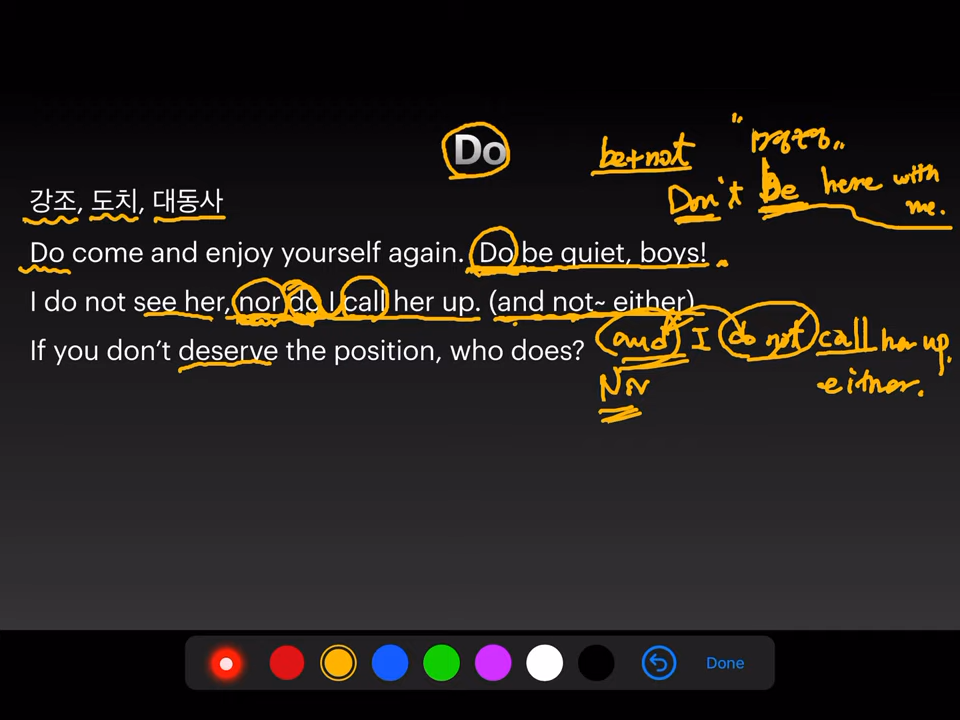 Do
be+not
"명령"
Don't be here with
me.
강조, 도치, 대동사
Do come and enjoy yourself again. Do be quiet, boys!
I do not see her, nor do I call her up. (and not~ either)
and I do not call her up
either.
Nor
If you don't deserve the position, who does?
Done